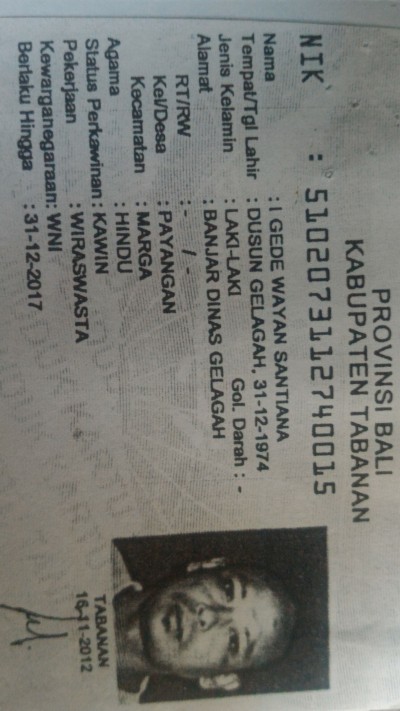 PROVINSI BALI
KABUPATEN TABANAN
NIK : 5102073112740015
Nama : I GEDE WAYAN SANTIANA
Tempat/Tgl Lahir : DUSUN GELAGAH, 31-12-1974
Jenis Kelamin : LAKI-LAKI Gol. Darah : -
Alamat : BANJAR DINAS GELAGAH
RT/RW : - / -
Kel/Desa : PAYANGAN
Kecamatan : MARGA
Agama : HINDU
Status Perkawinan : KAWIN
Pekerjaan : WIRASWASTA
Kewarganegaraan: WNI
Berlaku Hingga : 31-12-2017
TABANAN
16-11-2012